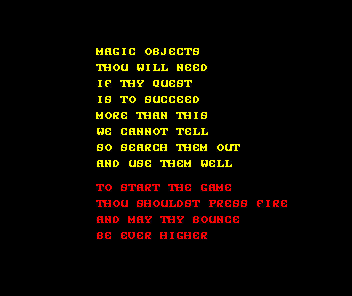 MAGIC OBJECTS
THOU WILL NEED
IF THY QUEST
IS TO SUCCEED
MORE THAN THIS
WE CANNOT TELL
SO SEARCH THEM OUT
AND USE THEM WELL
TO START THE GAME
THOU SHOULDST PRESS FIRE
AND MAY THY BOUNCE
BE EVER HIGHER